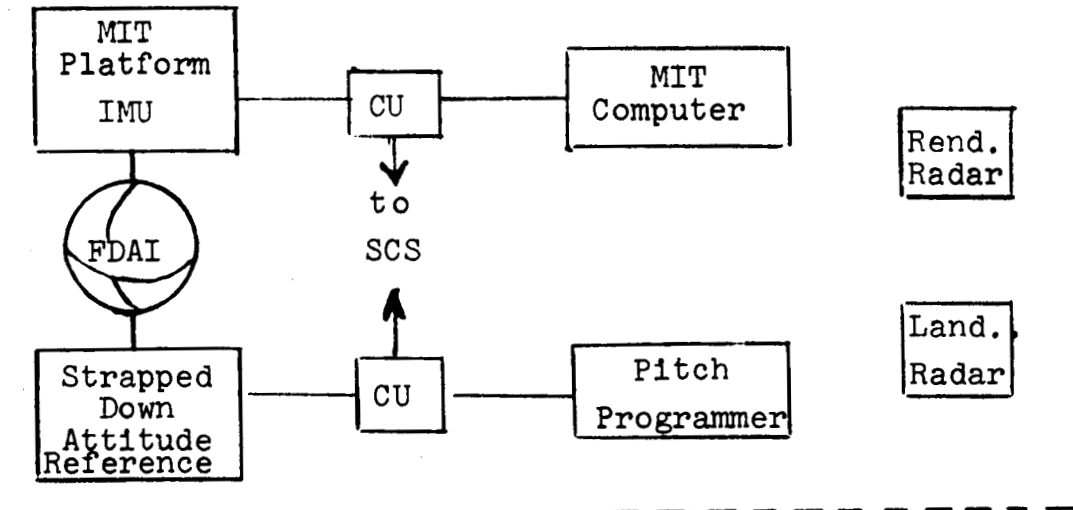 MIT
Platform
IMU
CU
MIT
Computer
Rend.
Radar
to
SCS
FDAI
Land.
Radar
Strapped
Down
Attitude
Reference
CU
Pitch
Programmer